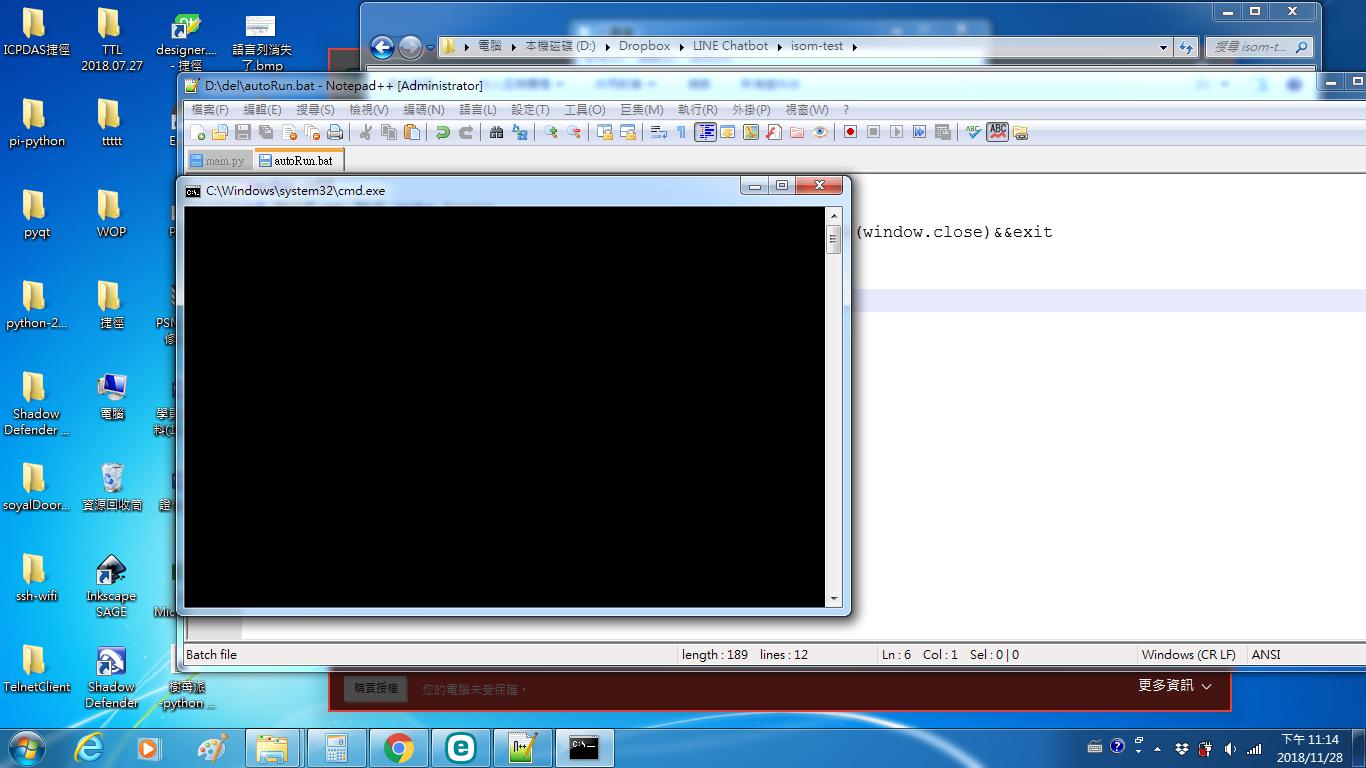 ICPDAS捷徑
TTL
2018.07.27
designer....
- 捷徑
語言列消失
了.bmp
pi-python
ttttt
pyqt
WOP
python-2...
捷徑
Shadow
Defender ...
電腦
soyalDoor...
資源回收筒
ssh-wifi
Inkscape
SAGE
TelnetClient
Shadow
Defender
樹莓派
-python ...
電腦 本機磁碟 (D:) Dropbox LINE Chatbot isom-test
搜尋 isom-t...
D:\del\autoRun.bat - Notepad++ [Administrator]
檔案(F) 編輯(E) 搜尋(S) 檢視(V) 編碼(N) 語言(L) 設定(T) 工具(O) 巨集(M) 執行(R) 外掛(P) 視窗(W) ?
main.py autoRun.bat
C:\Windows\system32\cmd.exe
(window.close)&&exit
Batch file length : 189 lines : 12 Ln : 6 Col : 1 Sel : 0 | 0 Windows (CR LF) ANSI
購買授權 您的電腦未受保護。 更多資訊
下午 11:14
2018/11/28